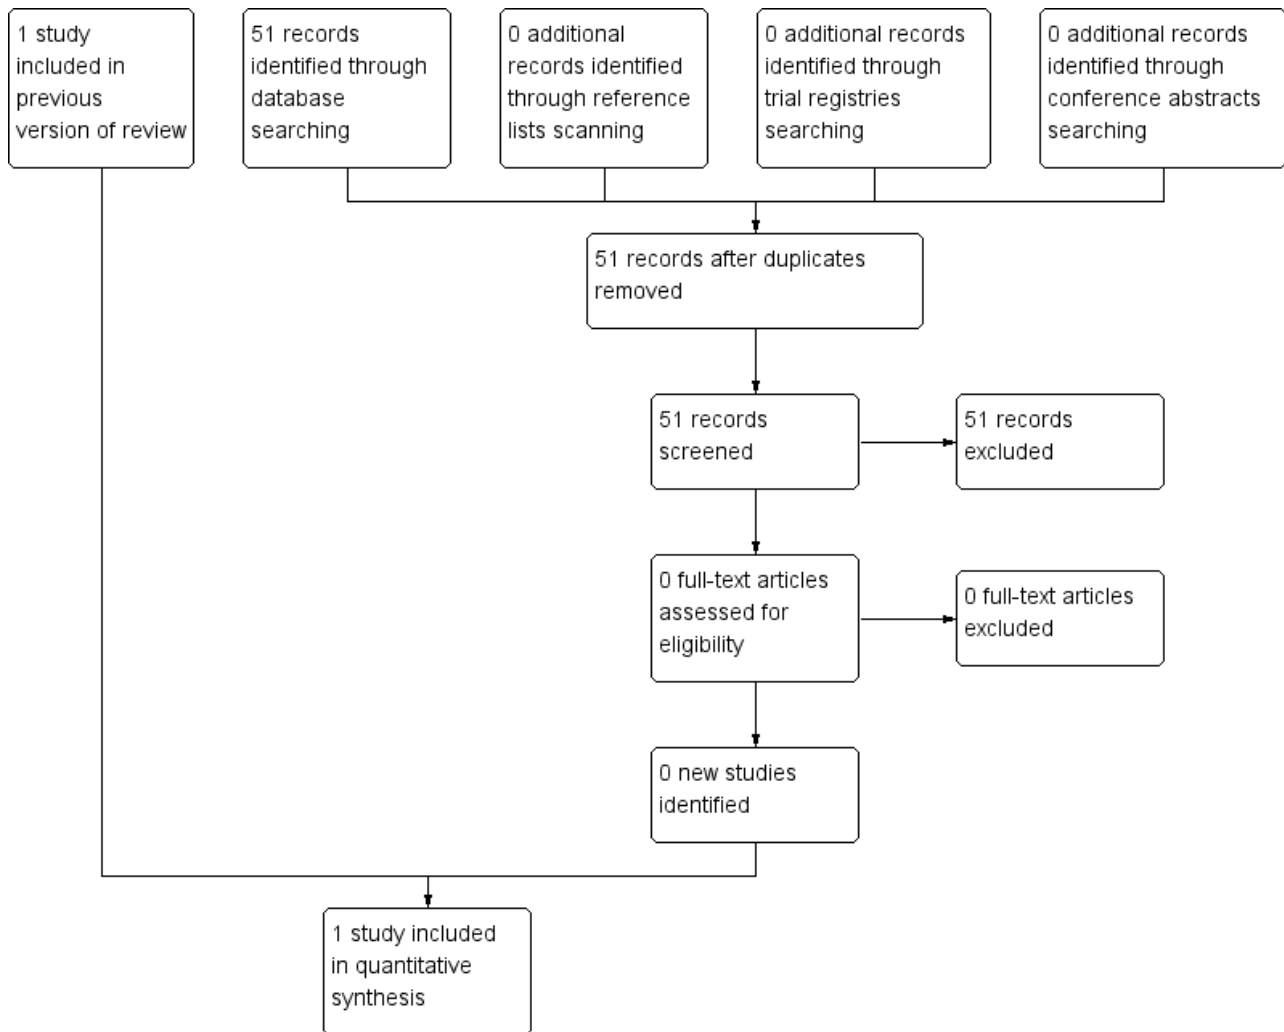 1 study
included in
previous
version of review
51 records
identified through
database
searching
0 additional
records identified
through reference
lists scanning
0 additional records
identified through
trial registries
searching
0 additional records
identified through
conference abstracts
searching
51 records after duplicates
removed
51 records
screened
51 records
excluded
0 full-text articles
assessed for
eligibility
0 full-text articles
excluded
0 new studies
identified
1 study included
in quantitative
synthesis